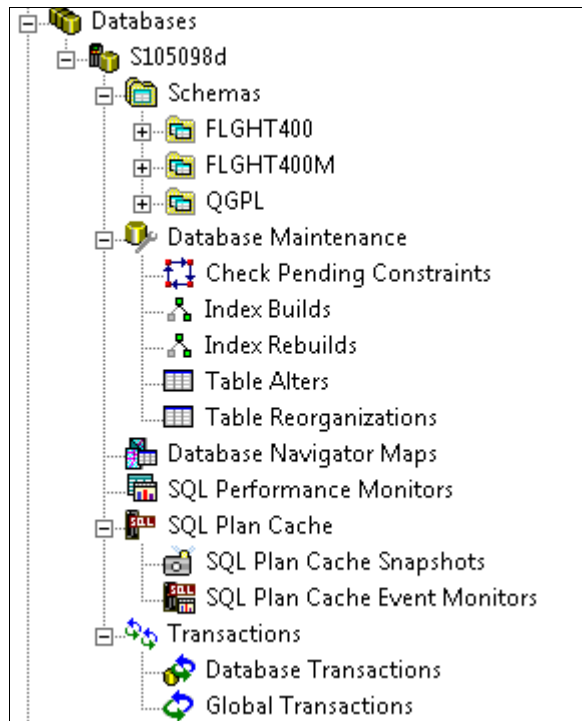 Databases
S105098d
Schemas
FLGHT400
FLGHT400M
QGPL
Database Maintenance
Check Pending Constraints
Index Builds
Index Rebuilds
Table Alters
Table Reorganizations
Database Navigator Maps
SQL Performance Monitors
SQL Plan Cache
SQL Plan Cache Snapshots
SQL Plan Cache Event Monitors
Transactions
Database Transactions
Global Transactions